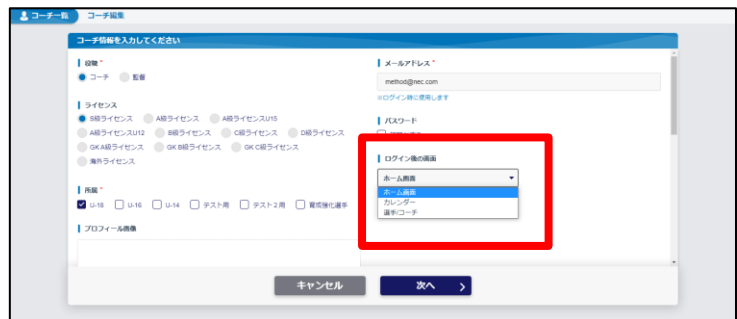 コーチ一覧 コーチ編集
コーチ情報を入力してください
役職 *
コーチ 監督
ライセンス
S級ライセンス A級ライセンス A級ライセンスU15
A級ライセンスU12 B級ライセンス C級ライセンス D級ライセンス
GK A級ライセンス GK B級ライセンス GK C級ライセンス
海外ライセンス
所属 *
U-18 U-16 U-14 テスト用 テスト2用 育成強化選手
プロフィール画像
メールアドレス *
method@nec.com
※ログイン時に使用します
パスワード
ログイン後の画面
ホーム画面
ホーム画面
カレンダー
選手/コーチ
キャンセル 次へ